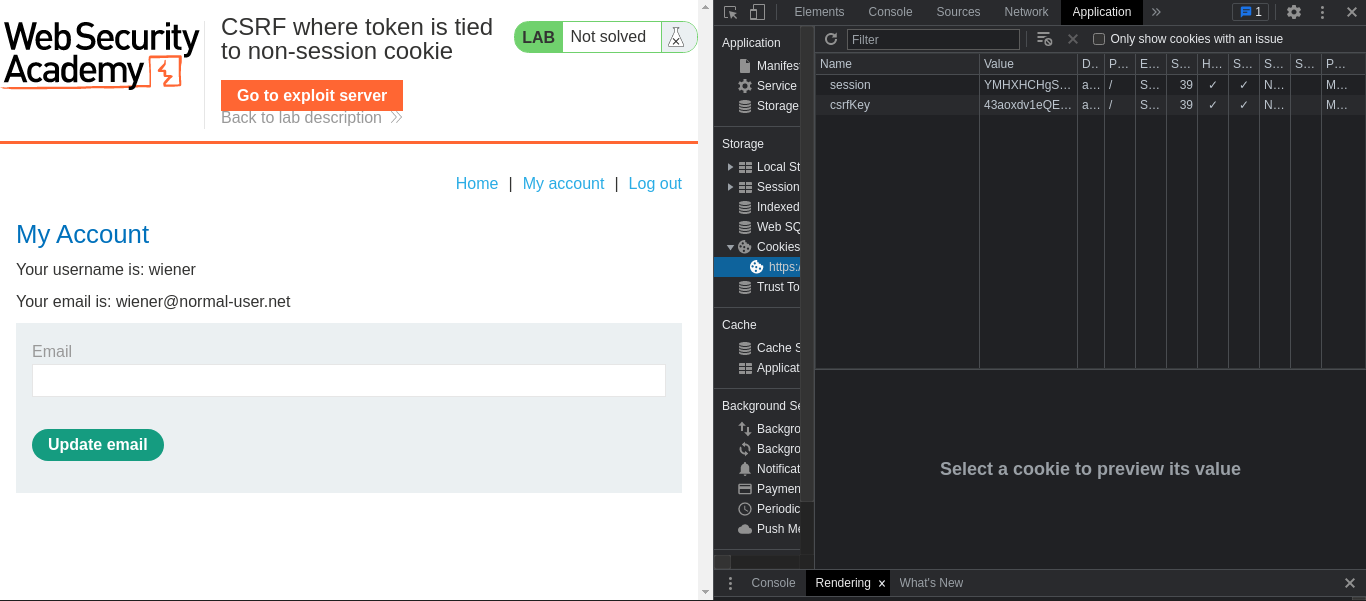 Web Security
Academy
CSRF where token is tied
to non-session cookie
LAB Not solved
Go to exploit server
Back to lab description
Home | My account | Log out
My Account
Your username is: wiener
Your email is: wiener@normal-user.net
Email
Update email
Elements Console Sources Network Application 1
Application
Manifest
Service
Storage
Storage
Local St
Session
Indexed
Web SQ
Cookies
https:/
Trust To
Cache
Cache S
Applicat
Background Se
Backgro
Backgro
Notificat
Paymen
Periodic
Push Me
Filter Only show cookies with an issue
Name Value D.. P... E... S... H... S... S... S... P...
session YMHXHCHgS... a... / S... 39 ✓ ✓ N... M...
csrfKey 43aoxdv1eQE... a... / S... 39 ✓ ✓ N... M...
Select a cookie to preview its value
Console Rendering What's New